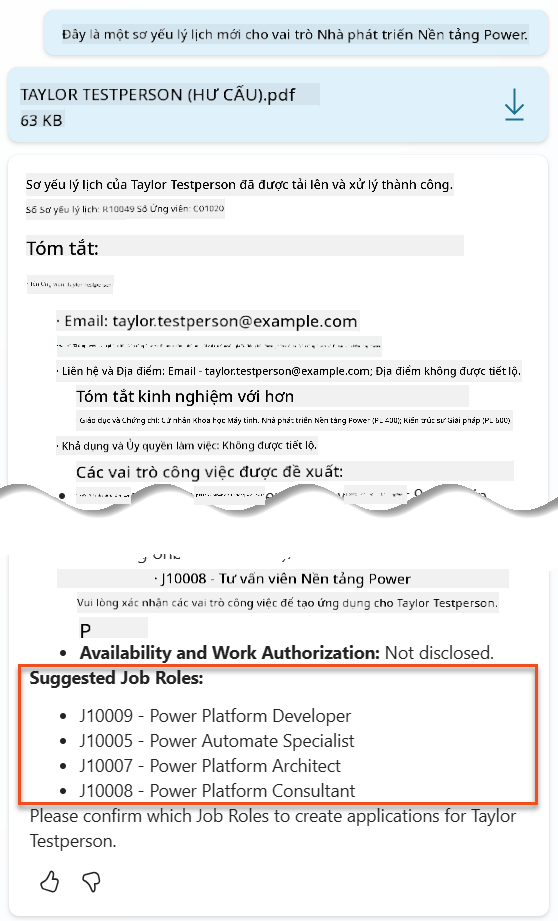 Đây là một sơ yếu lý lịch mới cho vai trò Nhà phát triển Nền tảng Power.
TAYLOR TESTPERSON (HƯ CẤU).pdf
63 KB
Sơ yếu lý lịch của Taylor Testperson đã được tải lên và xử lý thành công.
Số Sơ yếu lý lịch: R10049 Số Ứng viên: C01020
Tóm tắt:
· Email: taylor.testperson@example.com
· Liên hệ và Địa điểm: Email - taylor.testperson@example.com; Địa điểm không được tiết lộ.
Tóm tắt kinh nghiệm với hơn
Giáo dục và Chứng chỉ: Cử nhân Khoa học Máy tính. Nhà phát triển Nền tảng Power (PL-400); Kiến trúc sư Giải pháp (PL-600)
· Khả dụng và Ủy quyền làm việc: Không được tiết lộ.
Các vai trò công việc được đề xuất:
· J10008 - Tư vấn viên Nền tảng Power
Vui lòng xác nhận các vai trò công việc để tạo ứng dụng cho Taylor Testperson.
P
• Availability and Work Authorization: Not disclosed.
Suggested Job Roles:
• J10009 - Power Platform Developer
• J10005 - Power Automate Specialist
• J10007 - Power Platform Architect
• J10008 - Power Platform Consultant
Please confirm which Job Roles to create applications for Taylor
Testperson.